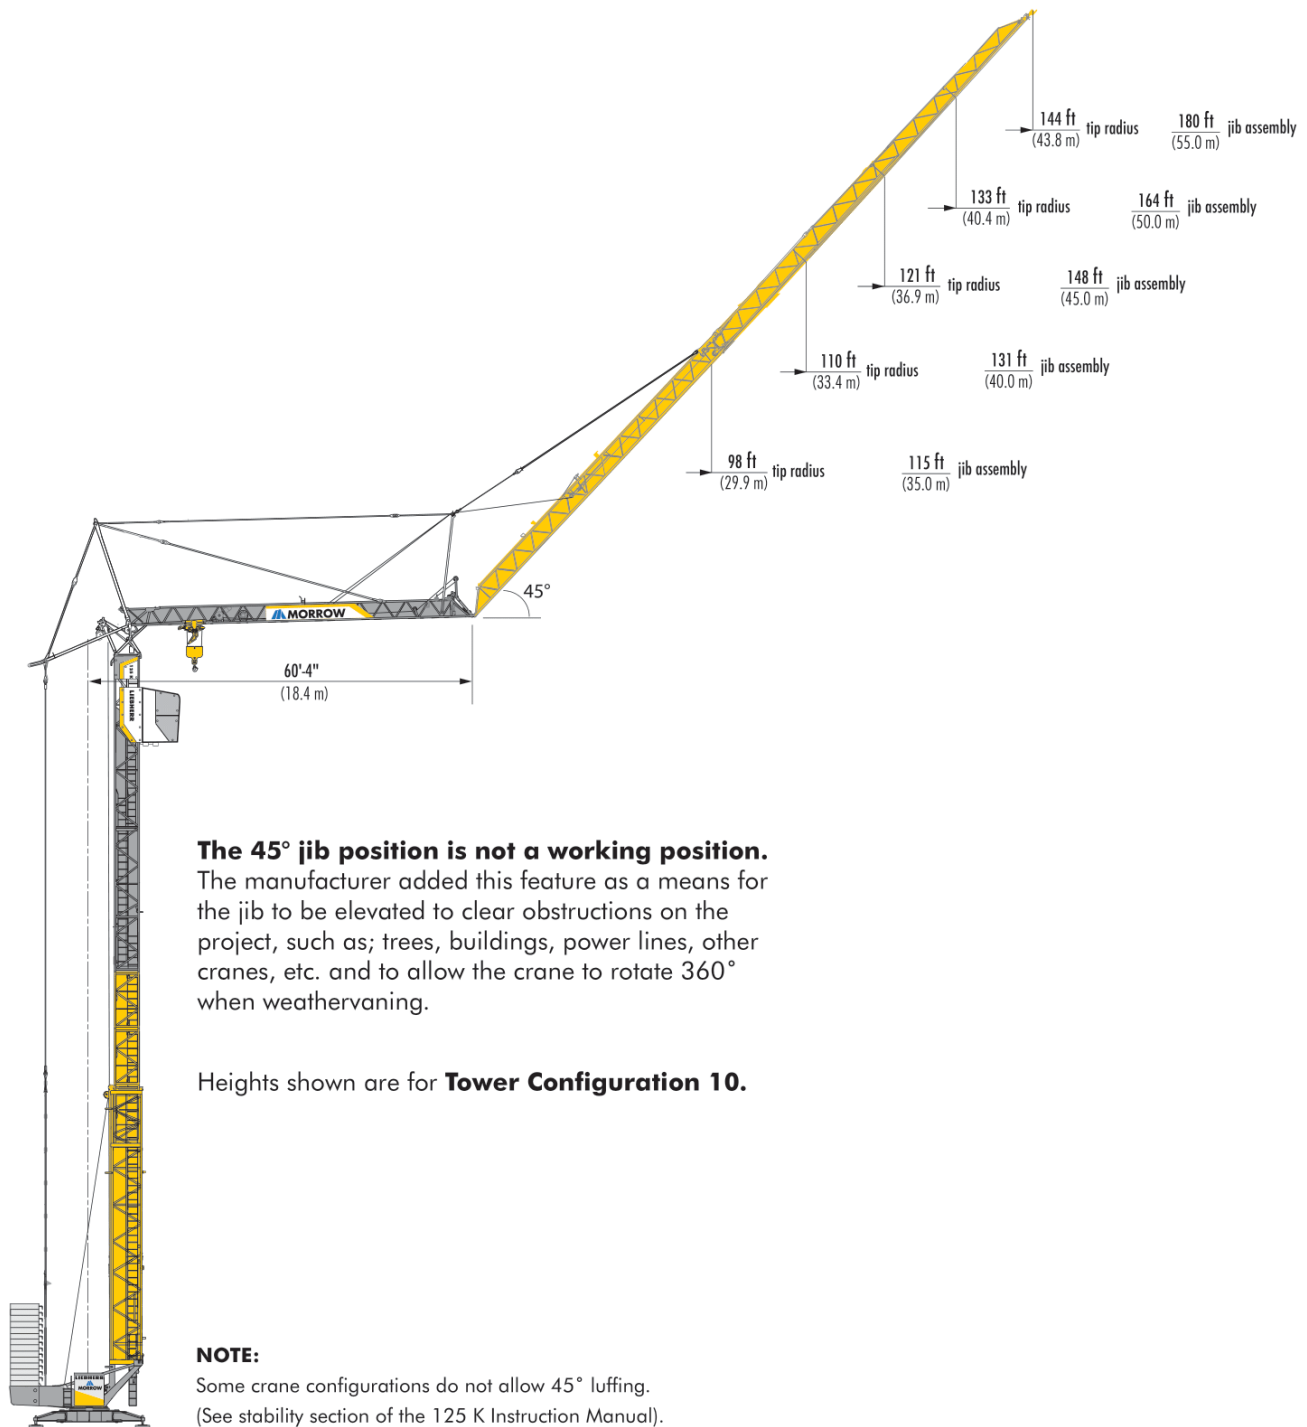 144 ft
(43.8 m)
tip radius
180 ft
(55.0 m)
jib assembly
133 ft
(40.4 m)
tip radius
164 ft
(50.0 m)
jib assembly
121 ft
(36.9 m)
tip radius
148 ft
(45.0 m)
jib assembly
110 ft
(33.4 m)
tip radius
131 ft
(40.0 m)
jib assembly
98 ft
(29.9 m)
tip radius
115 ft
(35.0 m)
jib assembly
45°
MORROW
60'-4"
(18.4 m)
125 K
LIEBHERR
The 45° jib position is not a working position.
The manufacturer added this feature as a means for
the jib to be elevated to clear obstructions on the
project, such as; trees, buildings, power lines, other
cranes, etc. and to allow the crane to rotate 360°
when weathervaning.
Heights shown are for Tower Configuration 10.
LIEBHERR
MORROW
NOTE:
Some crane configurations do not allow 45° luffing.
(See stability section of the 125 K Instruction Manual).